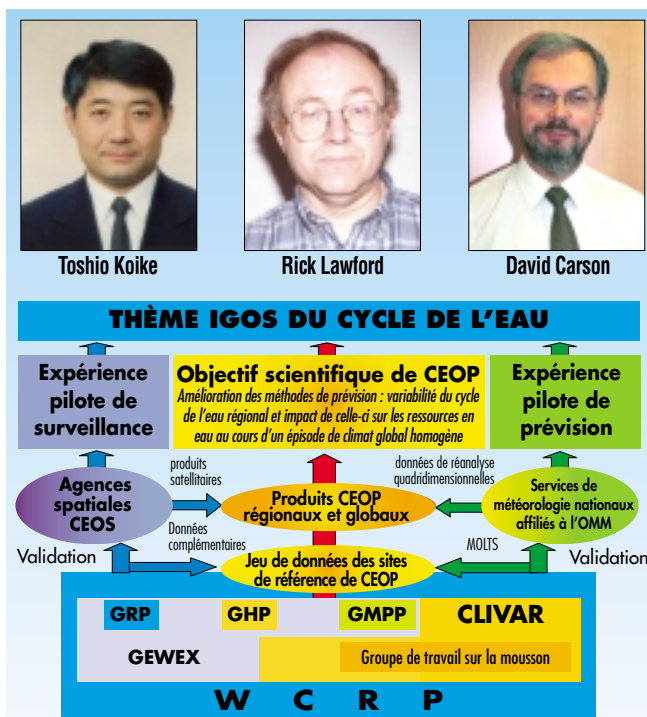 Toshio Koike
Rick Lawford
David Carson
THÈME IGOS DU CYCLE DE L'EAU
Expérience
pilote de
surveillance
Objectif scientifique de CEOP
Amélioration des méthodes de prévision : variabilité du cycle
de l'eau régional et impact de celle-ci sur les ressources en
eau au cours d'un épisode de climat global homogène
Expérience
pilote de
prévision
Agences
spatiales
CEOS
produits
satellitaires
Produits CEOP
régionaux et globaux
données de réanalyse
quadridimensionnelles
Services de
météorologie nationaux
affiliés à l'OMM
Validation
Données
complémentaires
Jeu de données des sites
de référence de CEOP
MOLTS
Validation
GRP
GHP
GMPP
CLIVAR
GEWEX
Groupe de travail sur la mousson
W C R P